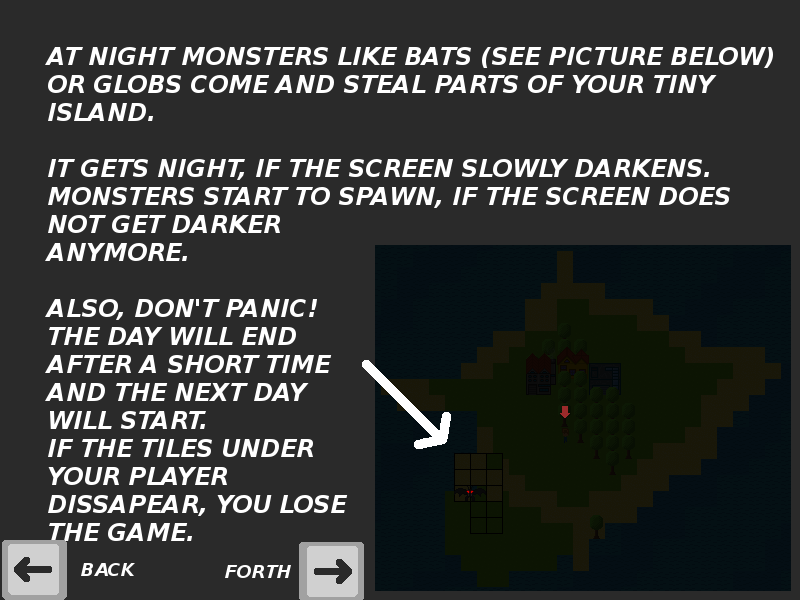 AT NIGHT MONSTERS LIKE BATS (SEE PICTURE BELOW)
OR GLOBS COME AND STEAL PARTS OF YOUR TINY
ISLAND.
IT GETS NIGHT, IF THE SCREEN SLOWLY DARKENS.
MONSTERS START TO SPAWN, IF THE SCREEN DOES
NOT GET DARKER
ANYMORE.
ALSO, DON'T PANIC!
THE DAY WILL END
AFTER A SHORT TIME
AND THE NEXT DAY
WILL START.
IF THE TILES UNDER
YOUR PLAYER
DISSAPEAR, YOU LOSE
THE GAME.
BACK
FORTH